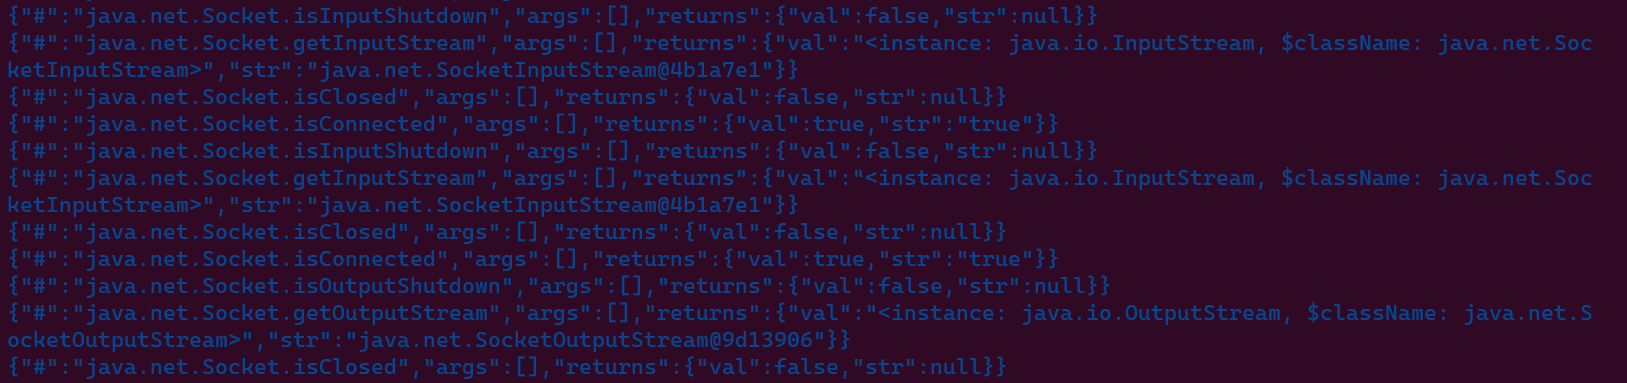 {"#":"java.net.Socket.isInputShutdown","args":[],"returns":{"val":false,"str":null}}
{"#":"java.net.Socket.getInputStream","args":[],"returns":{"val":"<instance: java.io.InputStream, $className: java.net.Soc
ketInputStream>","str":"java.net.SocketInputStream@4b1a7e1"}}
{"#":"java.net.Socket.isClosed","args":[],"returns":{"val":false,"str":null}}
{"#":"java.net.Socket.isConnected","args":[],"returns":{"val":true,"str":"true"}}
{"#":"java.net.Socket.isInputShutdown","args":[],"returns":{"val":false,"str":null}}
{"#":"java.net.Socket.getInputStream","args":[],"returns":{"val":"<instance: java.io.InputStream, $className: java.net.Soc
ketInputStream>","str":"java.net.SocketInputStream@4b1a7e1"}}
{"#":"java.net.Socket.isClosed","args":[],"returns":{"val":false,"str":null}}
{"#":"java.net.Socket.isConnected","args":[],"returns":{"val":true,"str":"true"}}
{"#":"java.net.Socket.isOutputShutdown","args":[],"returns":{"val":false,"str":null}}
{"#":"java.net.Socket.getOutputStream","args":[],"returns":{"val":"<instance: java.io.OutputStream, $className: java.net.S
ocketOutputStream>","str":"java.net.SocketOutputStream@9d13906"}}
{"#":"java.net.Socket.isClosed","args":[],"returns":{"val":false,"str":null}}